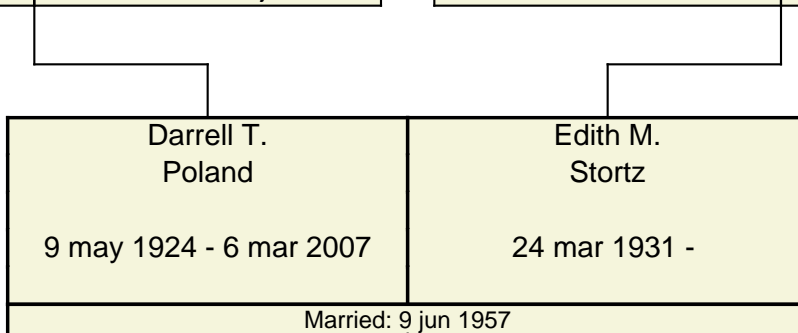 Darrell T.
Poland
9 may 1924 - 6 mar 2007
Edith M.
Stortz
24 mar 1931 -
Married: 9 jun 1957